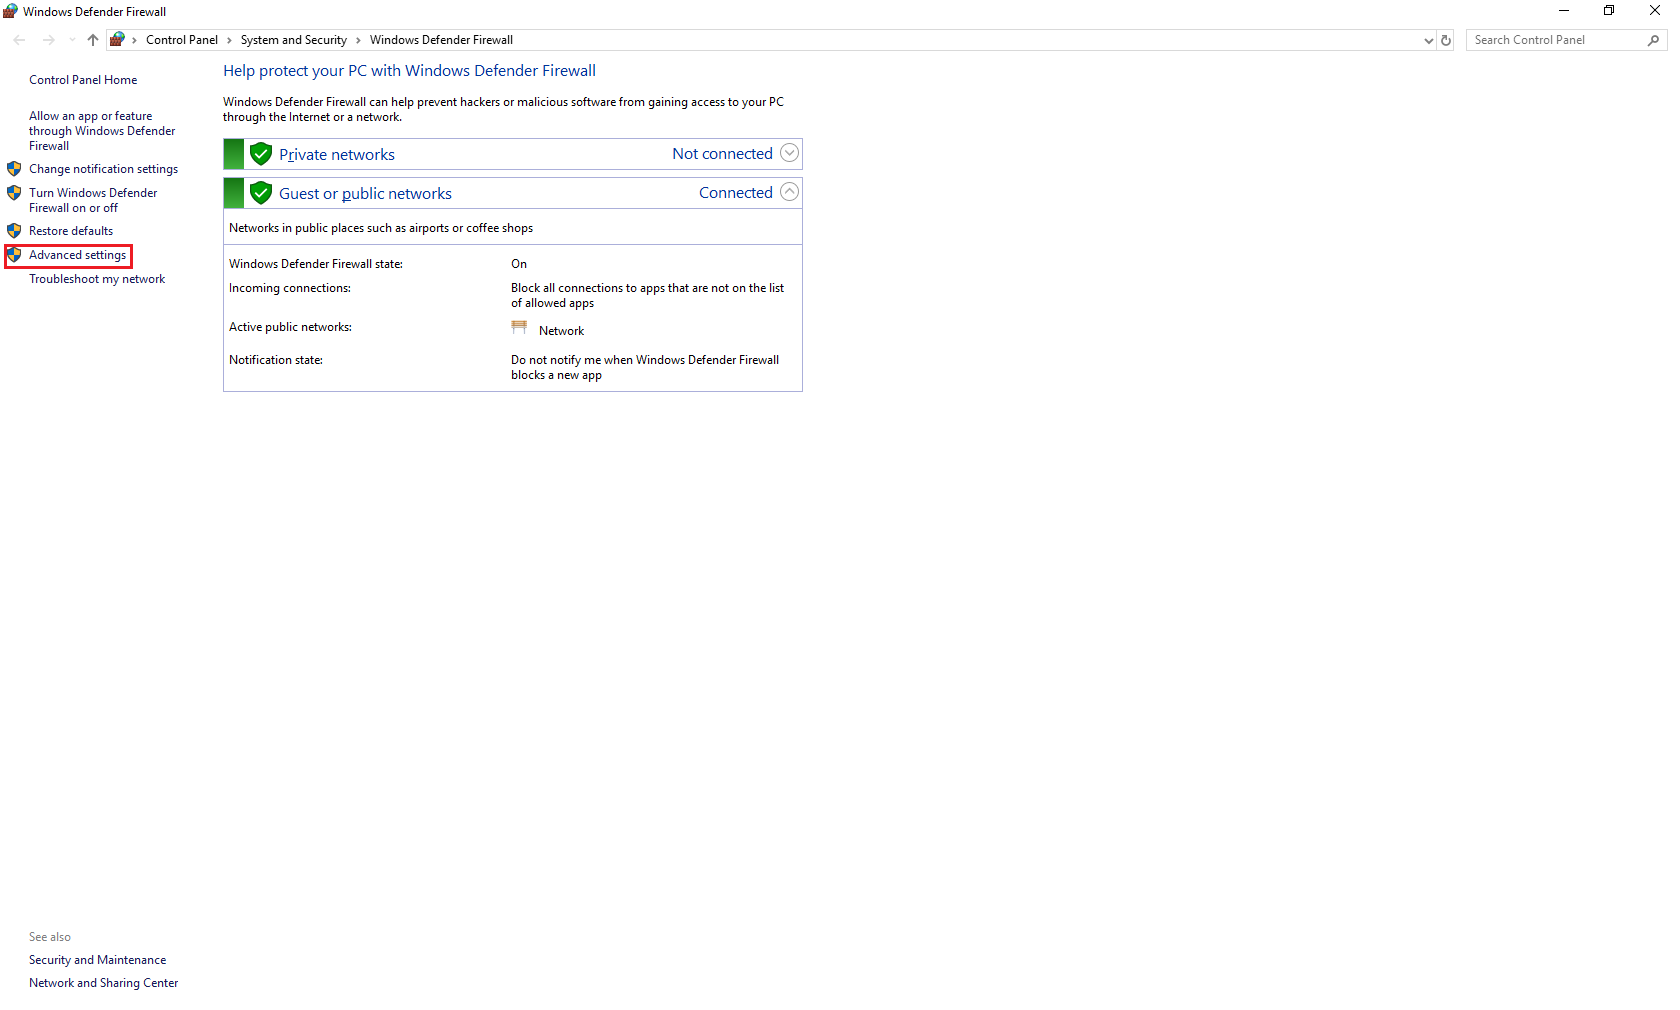 Windows Defender Firewall
Control Panel > System and Security > Windows Defender Firewall
Search Control Panel
Control Panel Home
Allow an app or feature
through Windows Defender
Firewall
Change notification settings
Turn Windows Defender
Firewall on or off
Restore defaults
Advanced settings
Troubleshoot my network
Help protect your PC with Windows Defender Firewall
Windows Defender Firewall can help prevent hackers or malicious software from gaining access to your PC
through the Internet or a network.
Private networks Not connected
Guest or public networks Connected
Networks in public places such as airports or coffee shops
Windows Defender Firewall state: On
Incoming connections: Block all connections to apps that are not on the list
of allowed apps
Active public networks: Network
Notification state: Do not notify me when Windows Defender Firewall
blocks a new app
See also
Security and Maintenance
Network and Sharing Center